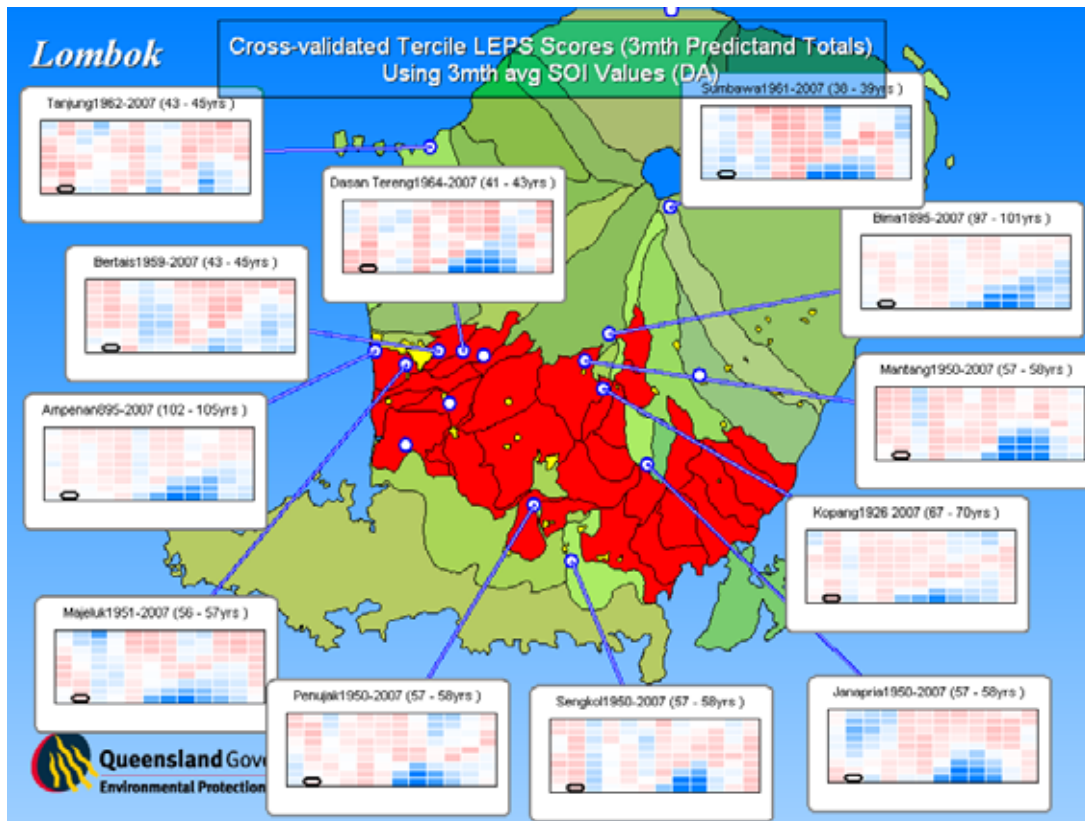 Lombok
Cross-validated Tercile LEPS Scores (3mth Predictand Totals)
Using 3mth avg SOI Values (DA)
Tanjung1962-2007 (43 - 45yrs )
Sumbawa1961-2007 (38 - 39yrs )
Dasan Tereng1964-2007 (41 - 43yrs )
Bima1895-2007 (97 - 101yrs )
Bertais1959-2007 (43 - 45yrs )
Mantang1950-2007 (57 - 58yrs )
Ampenan895-2007 (102 - 105yrs )
Kopang1926 2007 (67 - 70yrs )
Majeluk1951-2007 (56 - 57yrs )
Penujak1950-2007 (57 - 58yrs )
Sengkol1950-2007 (57 - 58yrs )
Janapria1950-2007 (57 - 58yrs )
Queensland Gove
Environmental Protection